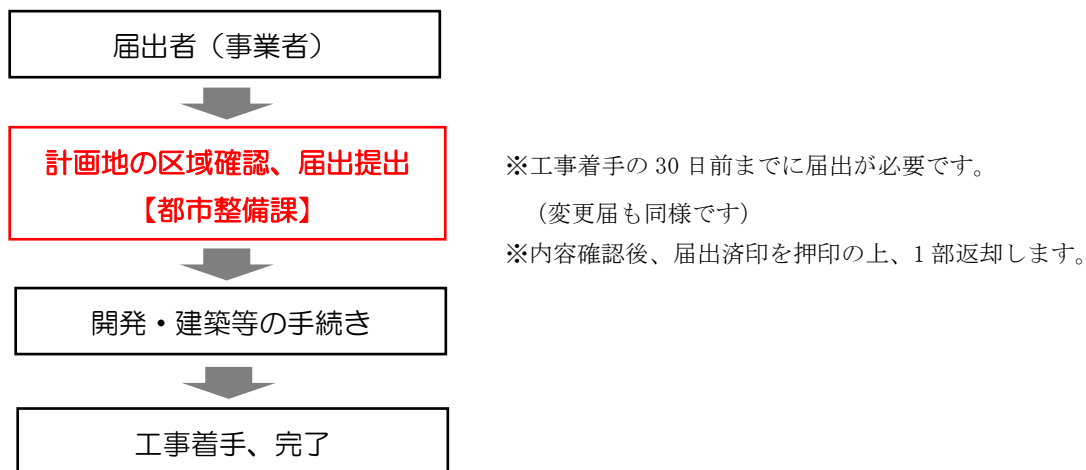 届出者（事業者）
計画地の区域確認、届出提出
【都市整備課】
※工事着手の 30 日前までに届出が必要です。
（変更届も同様です）
※内容確認後、届出済印を押印の上、1 部返却します。
開発・建築等の手続き
工事着手、完了